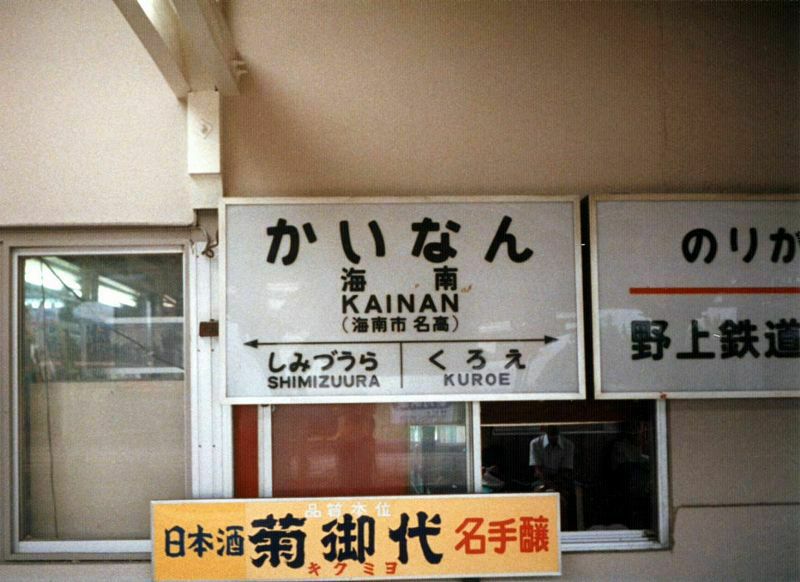 かいなん
海南
KAINAN
(海南市 名高)
しみづうら
SHIMIZUURA
くろえ
KUROE
のりか
野上鉄道
品質本位
日本酒 菊御代 名手醸
キクミヨ